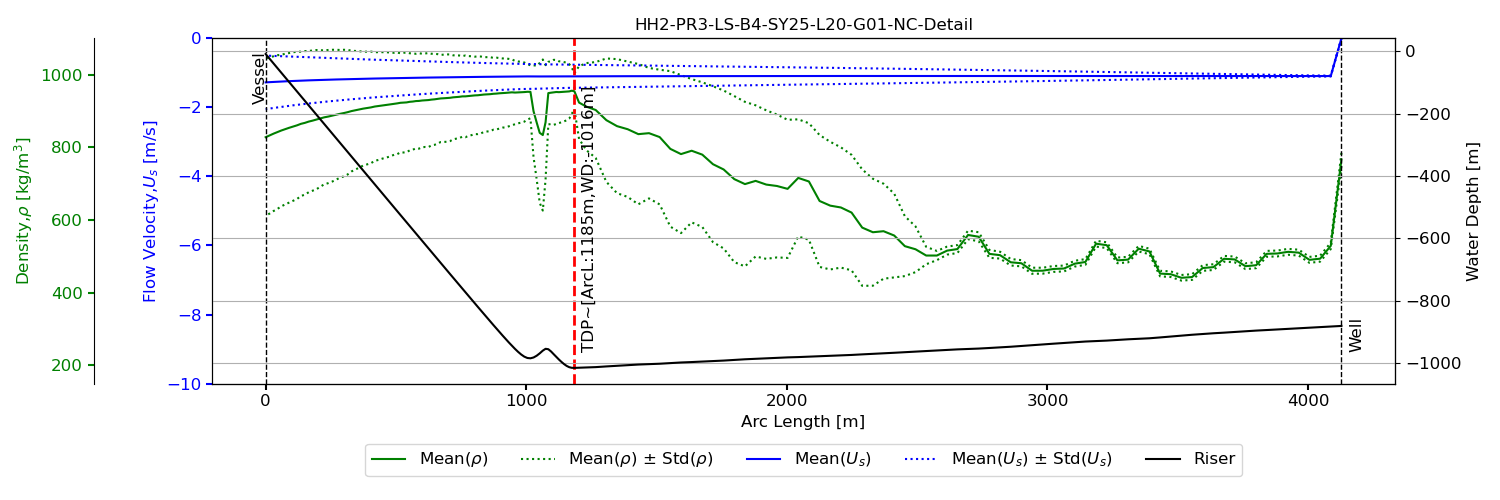 HH2-PR3-LS-B4-SY25-L20-G01-NC-Detail
Density,ρ [kg/m³]
1000
800
600
400
200
Flow Velocity,Uₛ [m/s]
0
−2
−4
−6
−8
−10
Vessel
TDP~[ArcL:1185m,WD:-1016m]
Well
0
−200
−400
−600
−800
−1000
Water Depth [m]
0
1000
2000
3000
4000
Arc Length [m]
Mean(ρ)
Mean(ρ) ± Std(ρ)
Mean(Uₛ)
Mean(Uₛ) ± Std(Uₛ)
Riser